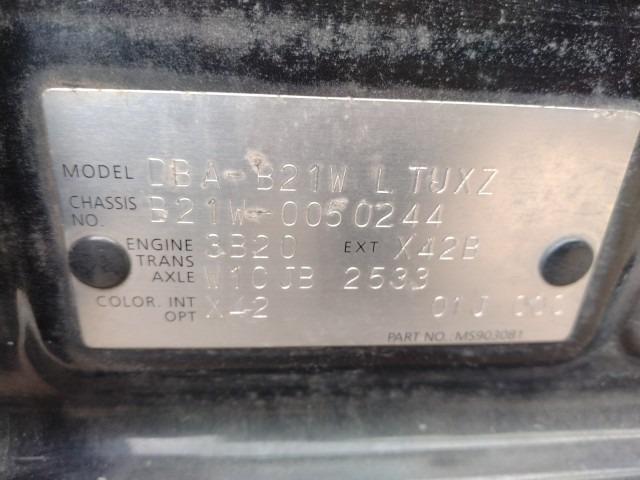 MODEL DBA-B21W LTUXZ
CHASSIS NO. B21W-0050244
ENGINE 3B20 EXT X42B
TRANS AXLE W1CJB 2533
COLOR. INT X42 01J 000
OPT
PART NO.: MS903081